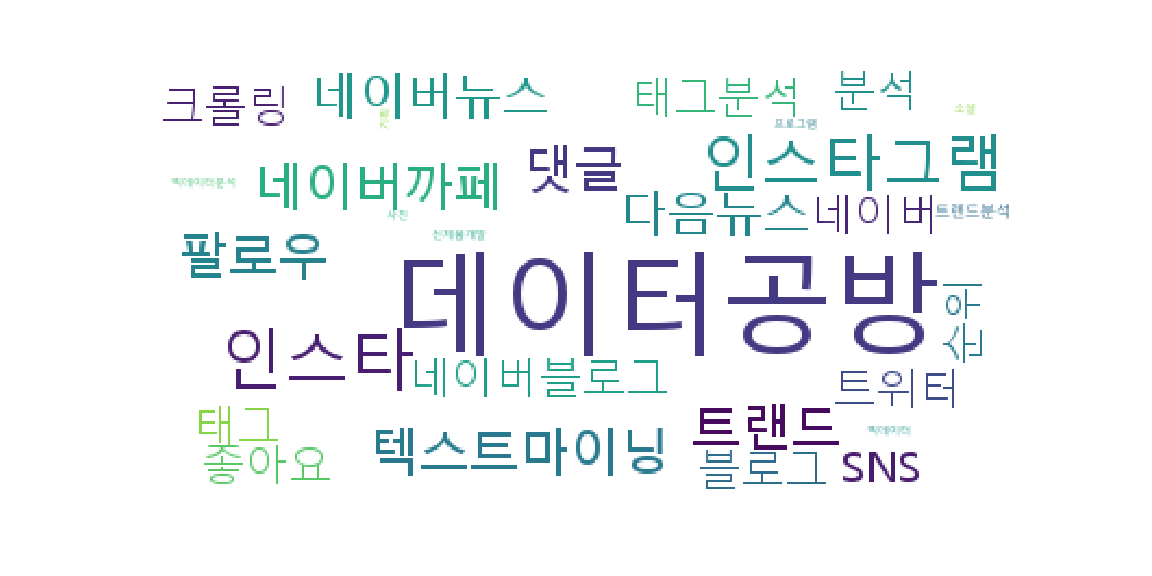 크롤링
네이버뉴스
태그분석
분석
소셜
프로그램
빅데이터분석
네이버까페
댓글
인스타그램
사진
다음뉴스
네이버
트렌드분석
팔로우
신제품개발
데이터공방
순위
인스타
네이버블로그
트위터
태그
좋아요
텍스트마이닝
트랜드
빅데이터
블로그
SNS